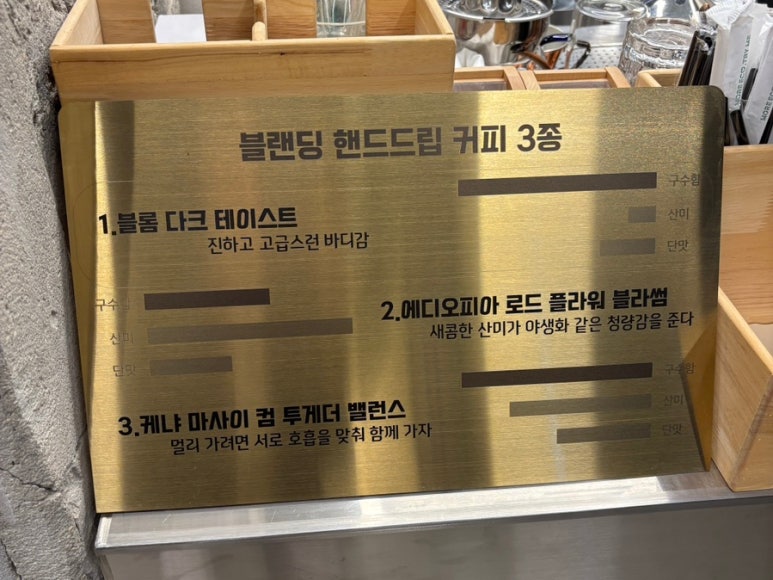 블랜딩 핸드드립 커피 3종
구수함
산미
단맛
1.블롬 다크 테이스트
진하고 고급스런 바디감
구수함
산미
단맛
2.에디오피아 로드 플라워 블라썸
새콤한 산미가 야생화 같은 청량감을 준다
구수함
산미
단맛
3.케냐 마사이 컴 투게더 밸런스
멀리 가려면 서로 호흡을 맞춰 함께 가자